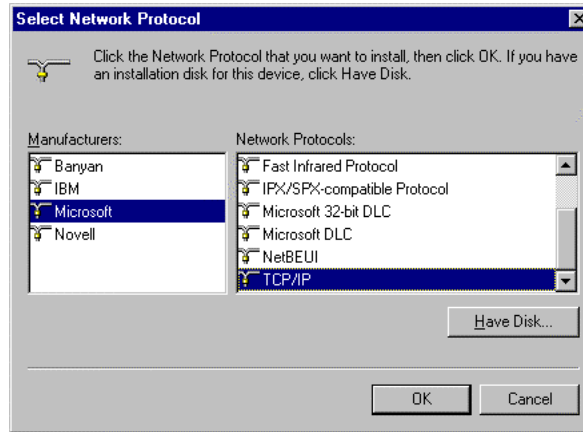 Select Network Protocol
Click the Network Protocol that you want to install, then click OK. If you have
an installation disk for this device, click Have Disk.
Manufacturers:
Banyan
IBM
Microsoft
Novell
Network Protocols:
Fast Infrared Protocol
IPX/SPX-compatible Protocol
Microsoft 32-bit DLC
Microsoft DLC
NetBEUI
TCP/IP
Have Disk...
OK
Cancel